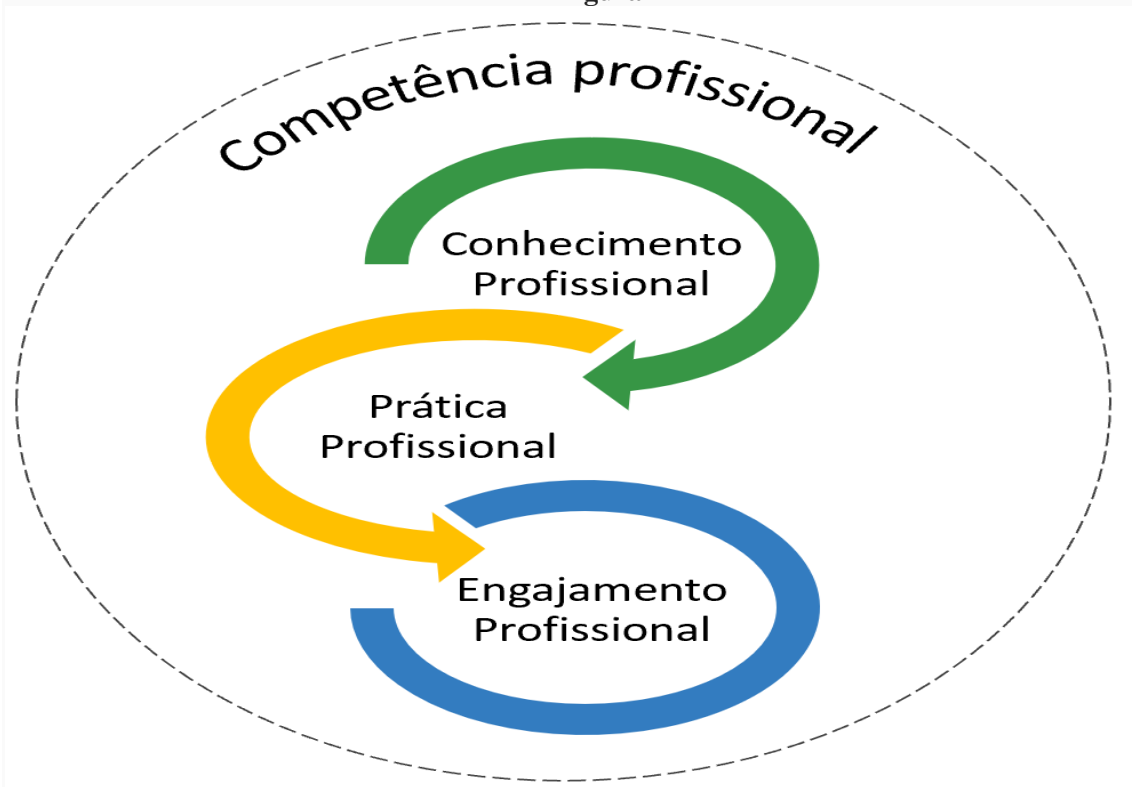 Competência profissional
Conhecimento
Profissional
Prática
Profissional
Engajamento
Profissional